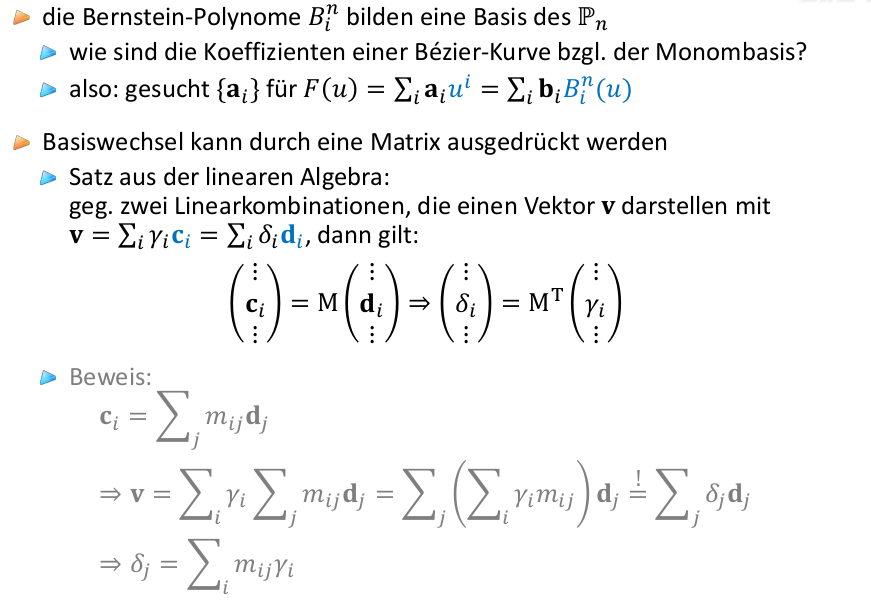 die Bernstein-Polynome $B_i^n$ bilden eine Basis des $\mathbb{P}_n$
wie sind die Koeffizienten einer Bézier-Kurve bzgl. der Monombasis?
also: gesucht $\{\mathbf{a}_i\}$ für $F(u) = \sum_i \mathbf{a}_i u^i = \sum_i \mathbf{b}_i B_i^n(u)$
Basiswechsel kann durch eine Matrix ausgedrückt werden
Satz aus der linearen Algebra:
geg. zwei Linearkombinationen, die einen Vektor $\mathbf{v}$ darstellen mit
$\mathbf{v} = \sum_i \gamma_i \mathbf{c}_i = \sum_i \delta_i \mathbf{d}_i$, dann gilt:
$\begin{pmatrix} \vdots \\ \mathbf{c}_i \\ \vdots \end{pmatrix} = \mathrm{M} \begin{pmatrix} \vdots \\ \mathbf{d}_i \\ \vdots \end{pmatrix} \Rightarrow \begin{pmatrix} \vdots \\ \delta_i \\ \vdots \end{pmatrix} = \mathrm{M}^{\mathrm{T}} \begin{pmatrix} \vdots \\ \gamma_i \\ \vdots \end{pmatrix}$
Beweis:
$\mathbf{c}_i = \sum_j m_{ij} \mathbf{d}_j$
$\Rightarrow \mathbf{v} = \sum_i \gamma_i \sum_j m_{ij} \mathbf{d}_j = \sum_j \left( \sum_i \gamma_i m_{ij} \right) \mathbf{d}_j \overset{!}{=} \sum_j \delta_j \mathbf{d}_j$
$\Rightarrow \delta_j = \sum_i m_{ij} \gamma_i$